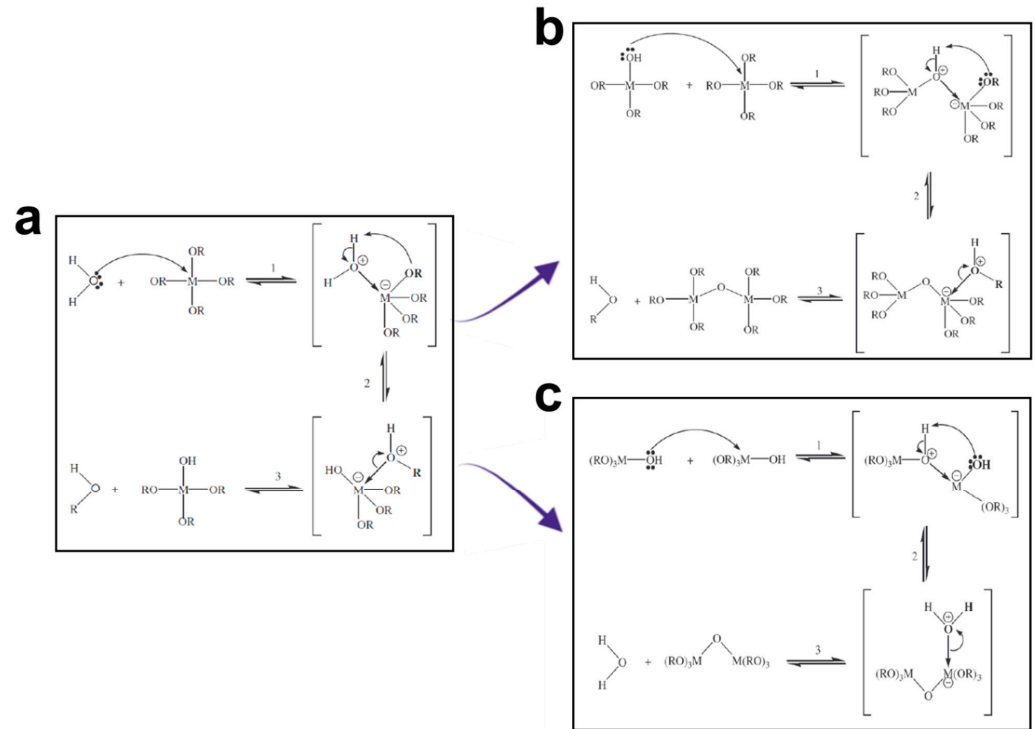 a
H
O
H
+
OR
OR—M—OR
OR
1
H
H
O
OR
M
OR
OR
OR
2
H
HO
O
R
M
OR
OR
OR
3
H
O
R
+
OH
RO—M—OR
OR
b
OH
OR—M—OR
OR
+
OR
RO—M—OR
OR
1
H
RO
O
OR
RO—M
RO
M—OR
OR
OR
2
H
RO
O
O
R
RO—M
RO
M—OR
OR
OR
3
H
O
R
+
OR
OR
O
RO—M
M—OR
OR
OR
c
(RO)3M—OH
+
(OR)3M—OH
1
H
(RO)3M—O
OH
M
(OR)3
2
H
H
O
(RO)3M
M(OR)3
O
3
H
O
H
+
O
(RO)3M
M(RO)3